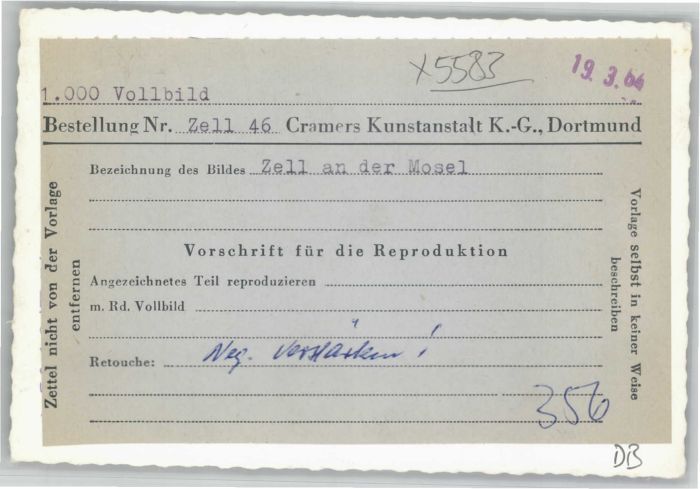 x5583
19. 3. 64
1.000 Vollbild
Bestellung Nr. Zell 46 Cramers Kunstanstalt K.-G., Dortmund
Bezeichnung des Bildes Zell an der Mosel
Vorschrift für die Reproduktion
Angezeichnetes Teil reproduzieren
m. Rd. Vollbild
Retouche: Neg. verstärken!
356
Zettel nicht von der Vorlage
entfernen
Vorlage selbst in keiner Weise
beschreiben
DB